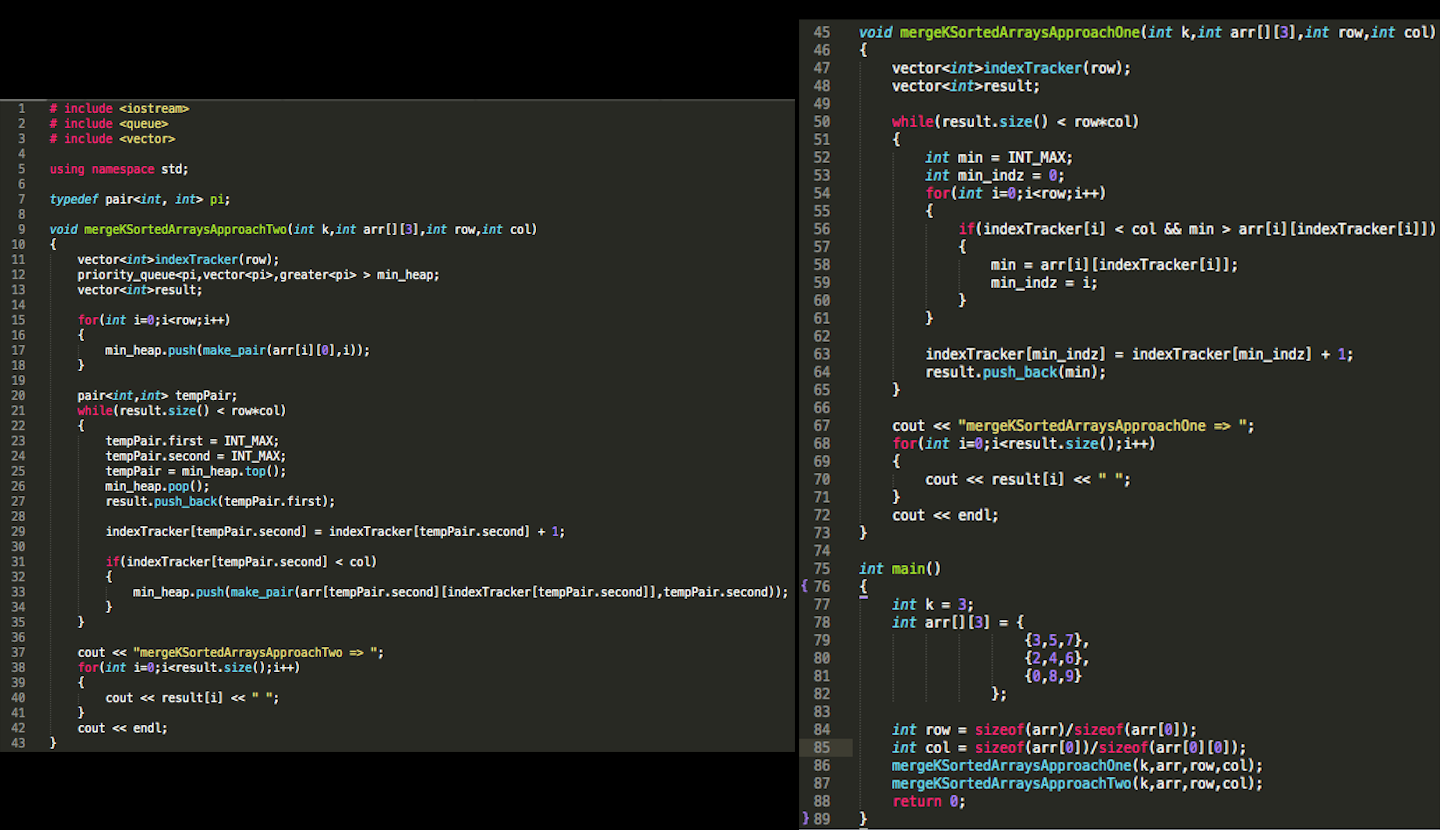 1 # include <iostream>
2 # include <queue>
3 # include <vector>
4
5 using namespace std;
6
7 typedef pair<int, int> pi;
8
9 void mergeKSortedArraysApproachTwo(int k,int arr[][3],int row,int col)
10 {
11 vector<int>indexTracker(row);
12 priority_queue<pi,vector<pi>,greater<pi> > min_heap;
13 vector<int>result;
14
15 for(int i=0;i<row;i++)
16 {
17 min_heap.push(make_pair(arr[i][0],i));
18 }
19
20 pair<int,int> tempPair;
21 while(result.size() < row*col)
22 {
23 tempPair.first = INT_MAX;
24 tempPair.second = INT_MAX;
25 tempPair = min_heap.top();
26 min_heap.pop();
27 result.push_back(tempPair.first);
28
29 indexTracker[tempPair.second] = indexTracker[tempPair.second] + 1;
30
31 if(indexTracker[tempPair.second] < col)
32 {
33 min_heap.push(make_pair(arr[tempPair.second][indexTracker[tempPair.second]],tempPair.second));
34 }
35 }
36
37 cout << "mergeKSortedArraysApproachTwo => ";
38 for(int i=0;i<result.size();i++)
39 {
40 cout << result[i] << " ";
41 }
42 cout << endl;
43 }
45 void mergeKSortedArraysApproachOne(int k,int arr[][3],int row,int col)
46 {
47 vector<int>indexTracker(row);
48 vector<int>result;
49
50 while(result.size() < row*col)
51 {
52 int min = INT_MAX;
53 int min_indz = 0;
54 for(int i=0;i<row;i++)
55 {
56 if(indexTracker[i] < col && min > arr[i][indexTracker[i]])
57 {
58 min = arr[i][indexTracker[i]];
59 min_indz = i;
60 }
61 }
62
63 indexTracker[min_indz] = indexTracker[min_indz] + 1;
64 result.push_back(min);
65 }
66
67 cout << "mergeKSortedArraysApproachOne => ";
68 for(int i=0;i<result.size();i++)
69 {
70 cout << result[i] << " ";
71 }
72 cout << endl;
73 }
74
75 int main()
{ 76 {
77 int k = 3;
78 int arr[][3] = {
79 {3,5,7},
80 {2,4,6},
81 {0,8,9}
82 };
83
84 int row = sizeof(arr)/sizeof(arr[0]);
85 int col = sizeof(arr[0])/sizeof(arr[0][0]);
86 mergeKSortedArraysApproachOne(k,arr,row,col);
87 mergeKSortedArraysApproachTwo(k,arr,row,col);
88 return 0;
} 89 }